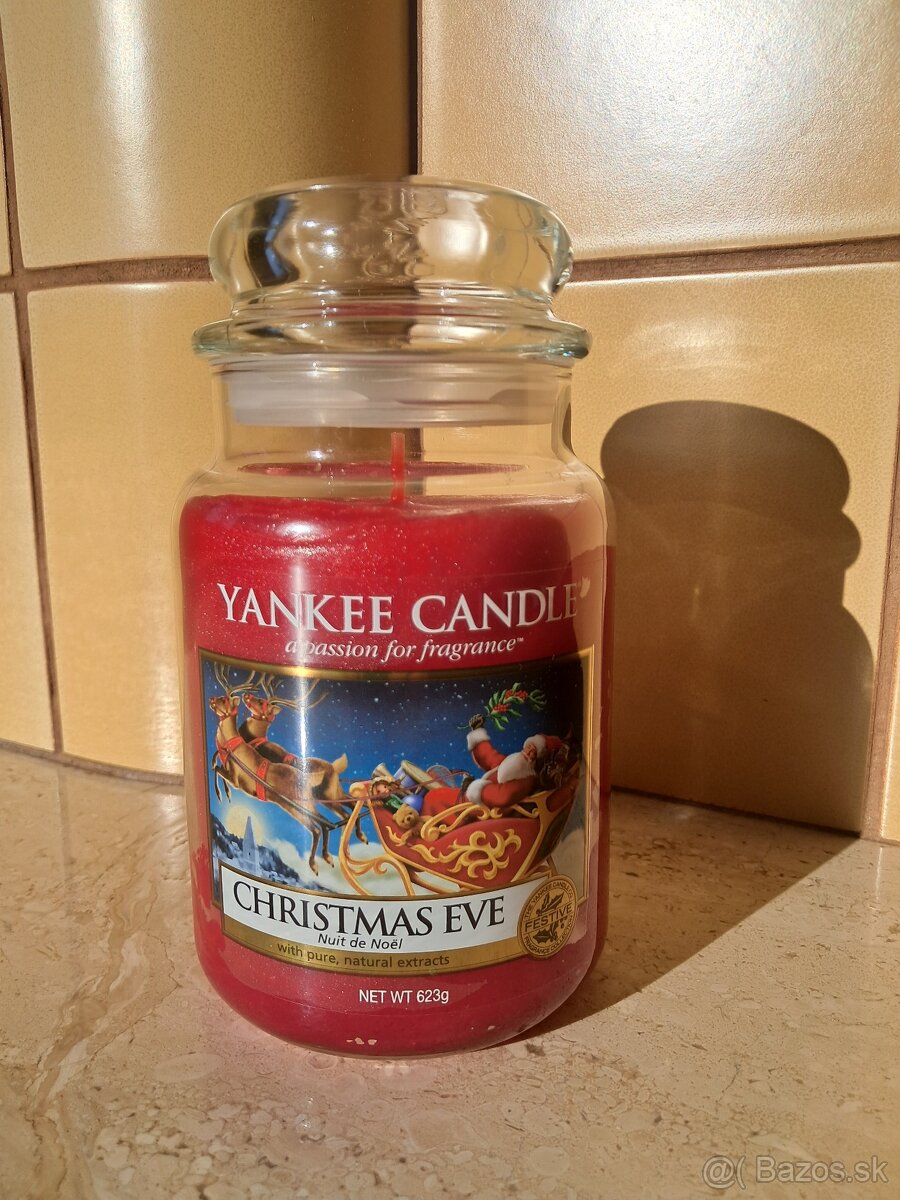 YANKEE CANDLE
a passion for fragrance™
CHRISTMAS EVE
Nuit de Noël
with pure, natural extracts
FESTIVE
NET WT 623g
@( Bazos.sk